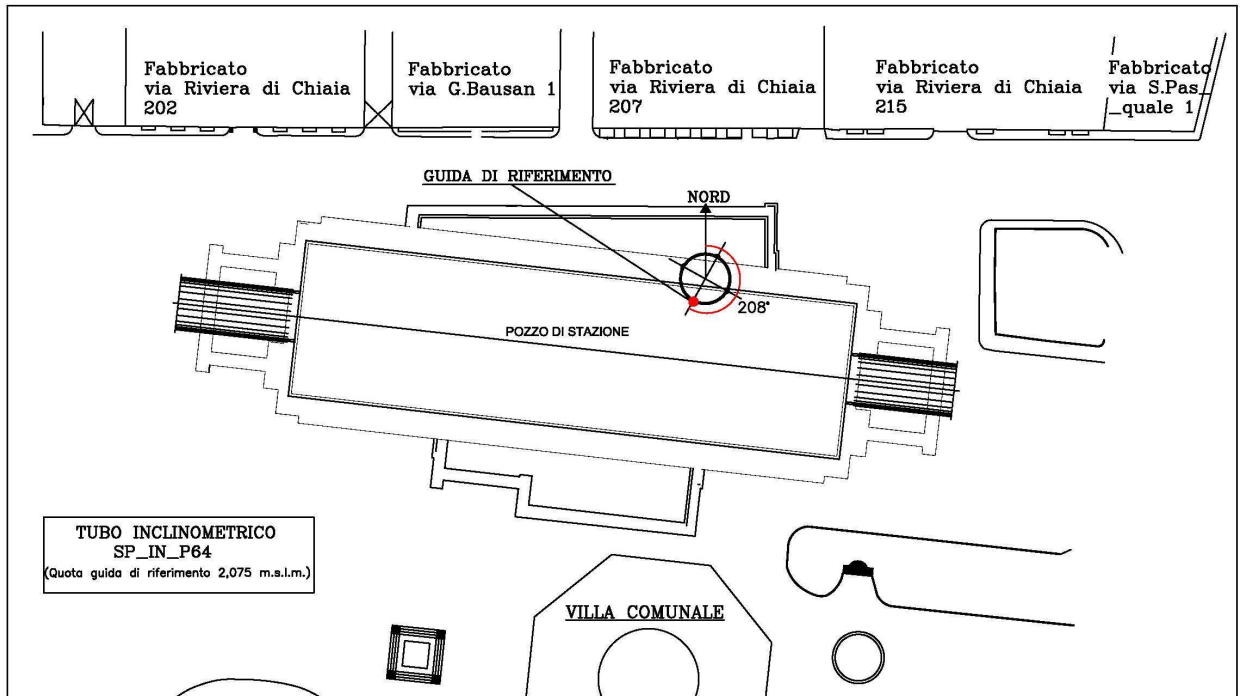 Fabbricato
via Riviera di Chiaia
202
Fabbricato
via G.Bausan 1
Fabbricato
via Riviera di Chiaia
207
Fabbricato
via Riviera di Chiaia
215
Fabbricato
via S.Pas_
_quale 1
GUIDA DI RIFERIMENTO
NORD
208°
POZZO DI STAZIONE
TUBO INCLINOMETRICO
SP_IN_P64
(Quota guida di riferimento 2,075 m.s.l.m.)
VILLA COMUNALE